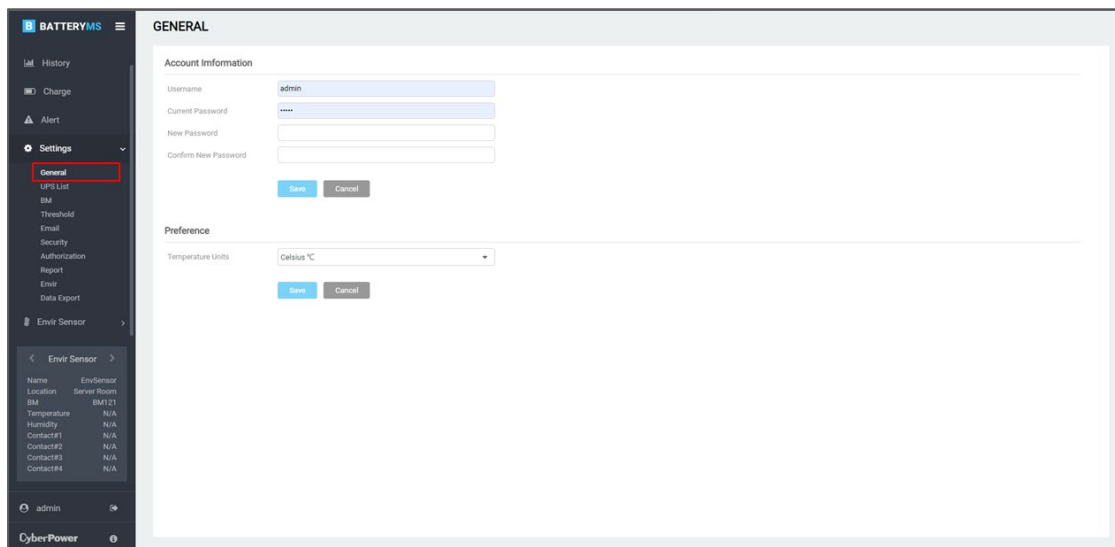 B BATTERYMS
GENERAL
History
Charge
Alert
Settings
General
UPS List
BM
Threshold
Email
Security
Authorization
Report
Envir
Data Export
Envir Sensor
Envir Sensor
Name EnvSensor
Location Server Room
BM BM121
Temperature N/A
Humidity N/A
Contact#1 N/A
Contact#2 N/A
Contact#3 N/A
Contact#4 N/A
admin
CyberPower
Account Imformation
Username admin
Current Password •••••
New Password
Confirm New Password
Save Cancel
Preference
Temperature Units Celsius °C
Save Cancel